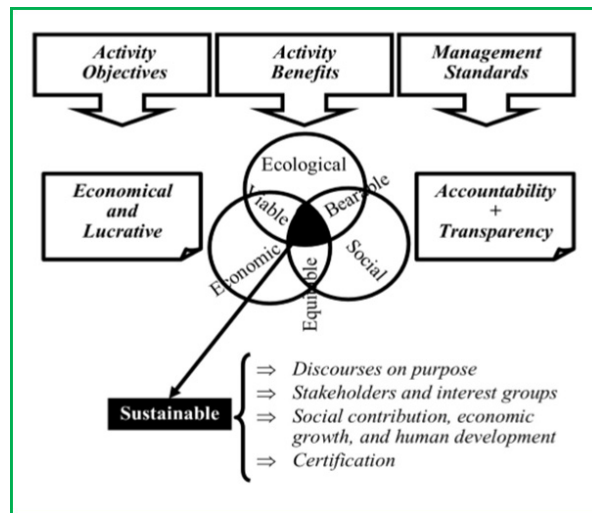 Activity
Objectives
Activity
Benefits
Management
Standards
Economical
and
Lucrative
Ecological
Viable
Bearable
Economic
Social
Equitable
Accountability
+
Transparency
Sustainable
⇒ Discourses on purpose
⇒ Stakeholders and interest groups
⇒ Social contribution, economic
growth, and human development
⇒ Certification